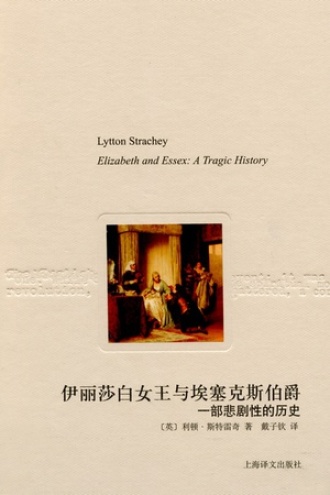 Lytton Strachey
Elizabeth and Essex: A Tragic History
伊丽莎白女王与埃塞克斯伯爵
一部悲剧性的历史
〔英〕利顿·斯特雷奇 著 戴子钦 译
上海译文出版社